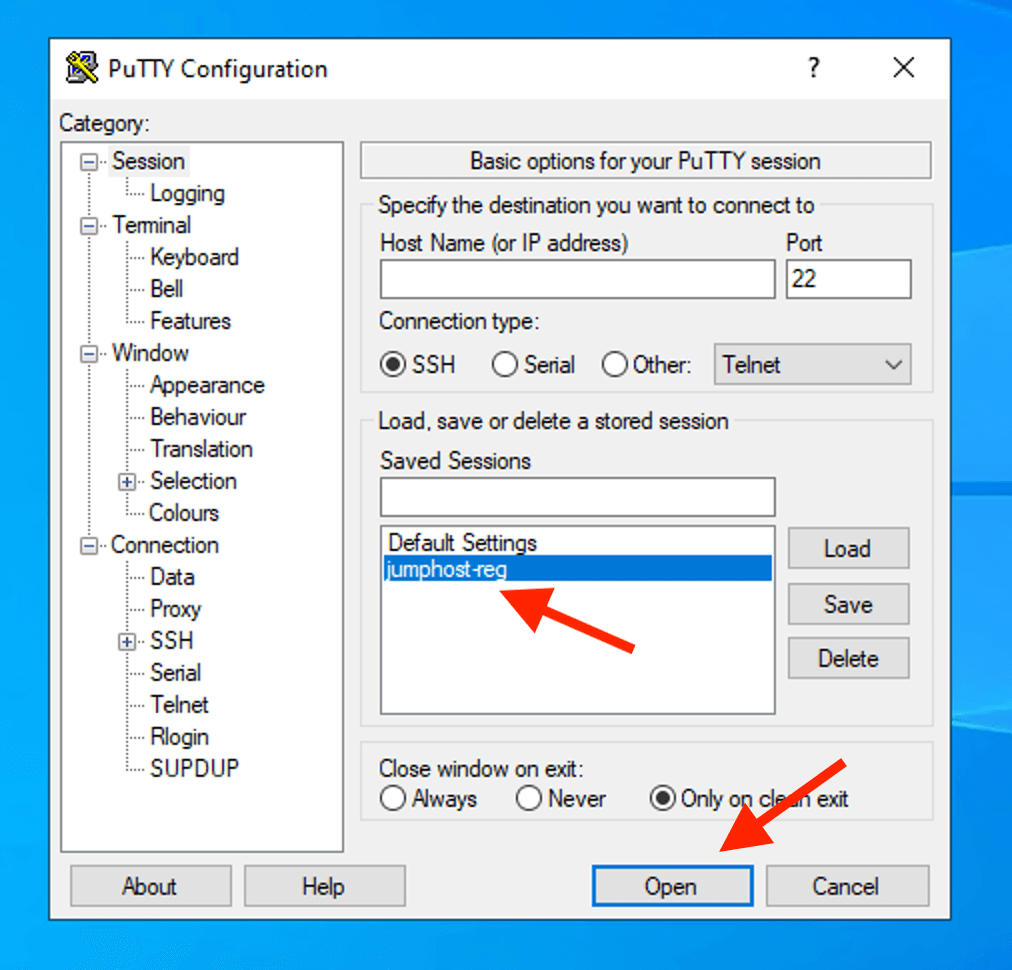 PuTTY Configuration
?
Category:
Session
Logging
Terminal
Keyboard
Bell
Features
Window
Appearance
Behaviour
Translation
Selection
Colours
Connection
Data
Proxy
SSH
Serial
Telnet
Rlogin
SUPDUP
Basic options for your PuTTY session
Specify the destination you want to connect to
Host Name (or IP address) Port
22
Connection type:
SSH Serial Other: Telnet
Load, save or delete a stored session
Saved Sessions
Default Settings
jumphost-reg
Load
Save
Delete
Close window on exit:
Always Never Only on clean exit
About Help Open Cancel